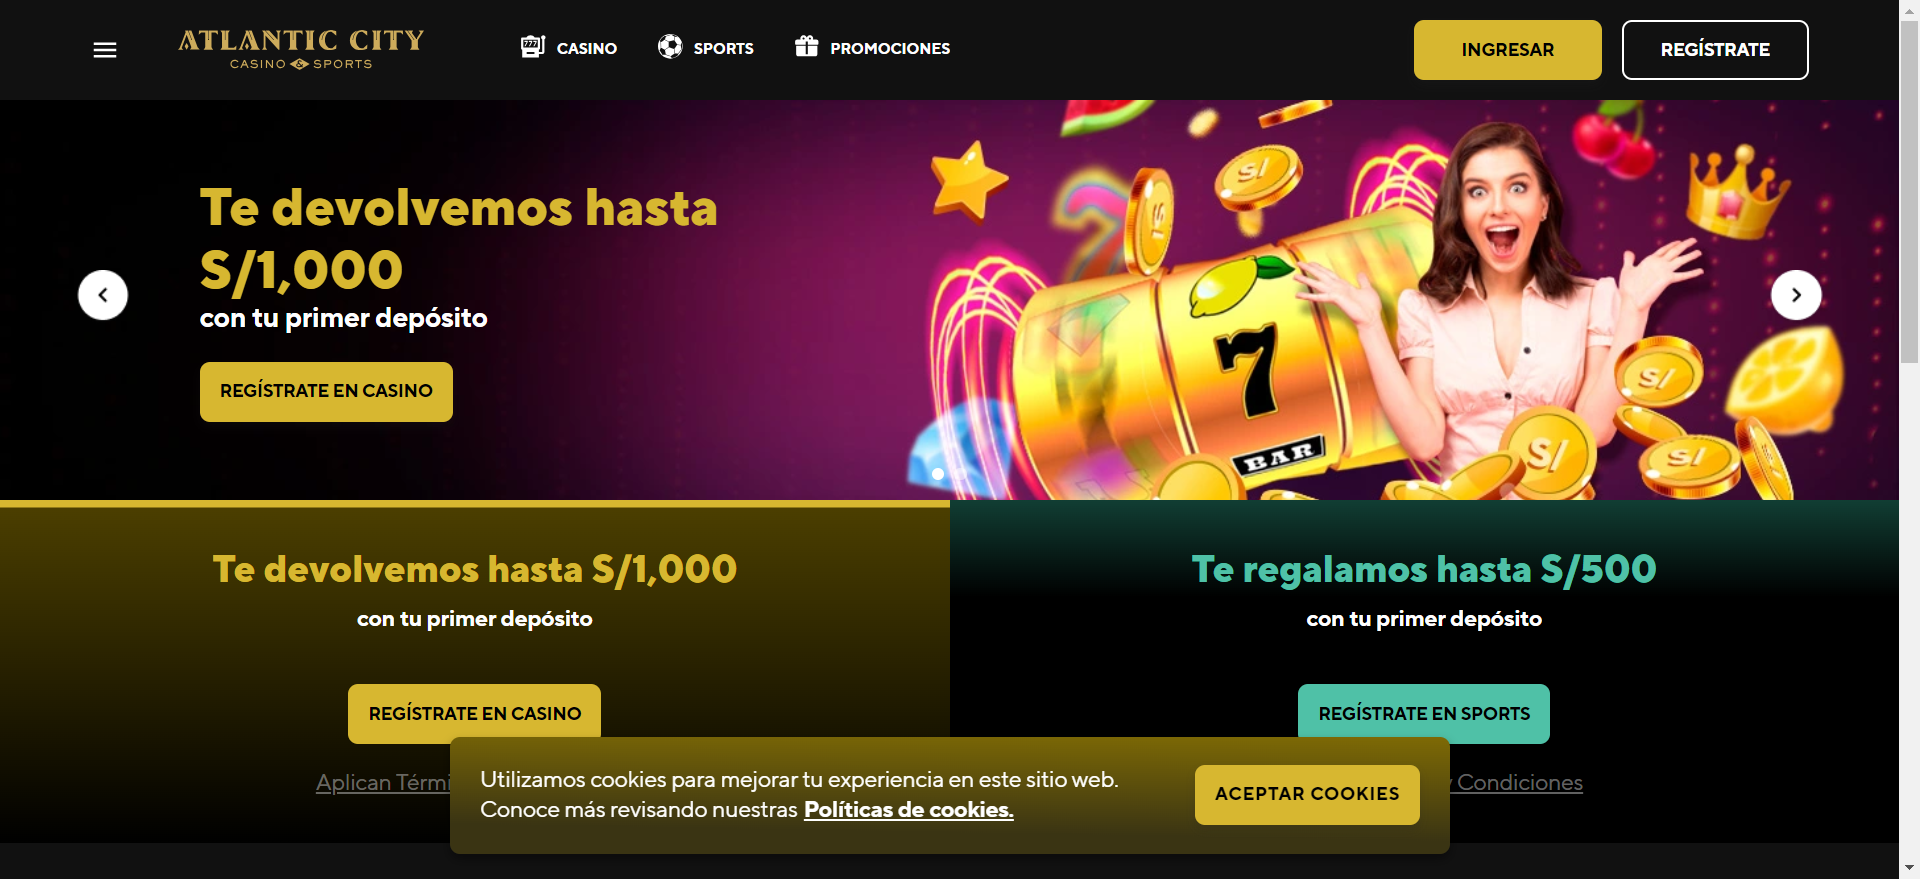 ATLANTIC CITY
CASINO & SPORTS
CASINO
SPORTS
PROMOCIONES
INGRESAR
REGÍSTRATE
Te devolvemos hasta
S/1,000
con tu primer depósito
REGÍSTRATE EN CASINO
S/
S/
7
BAR
S/
S/
S/
Te devolvemos hasta S/1,000
con tu primer depósito
REGÍSTRATE EN CASINO
Aplican Térmi
Te regalamos hasta S/500
con tu primer depósito
REGÍSTRATE EN SPORTS
y Condiciones
Utilizamos cookies para mejorar tu experiencia en este sitio web.
Conoce más revisando nuestras Políticas de cookies.
ACEPTAR COOKIES